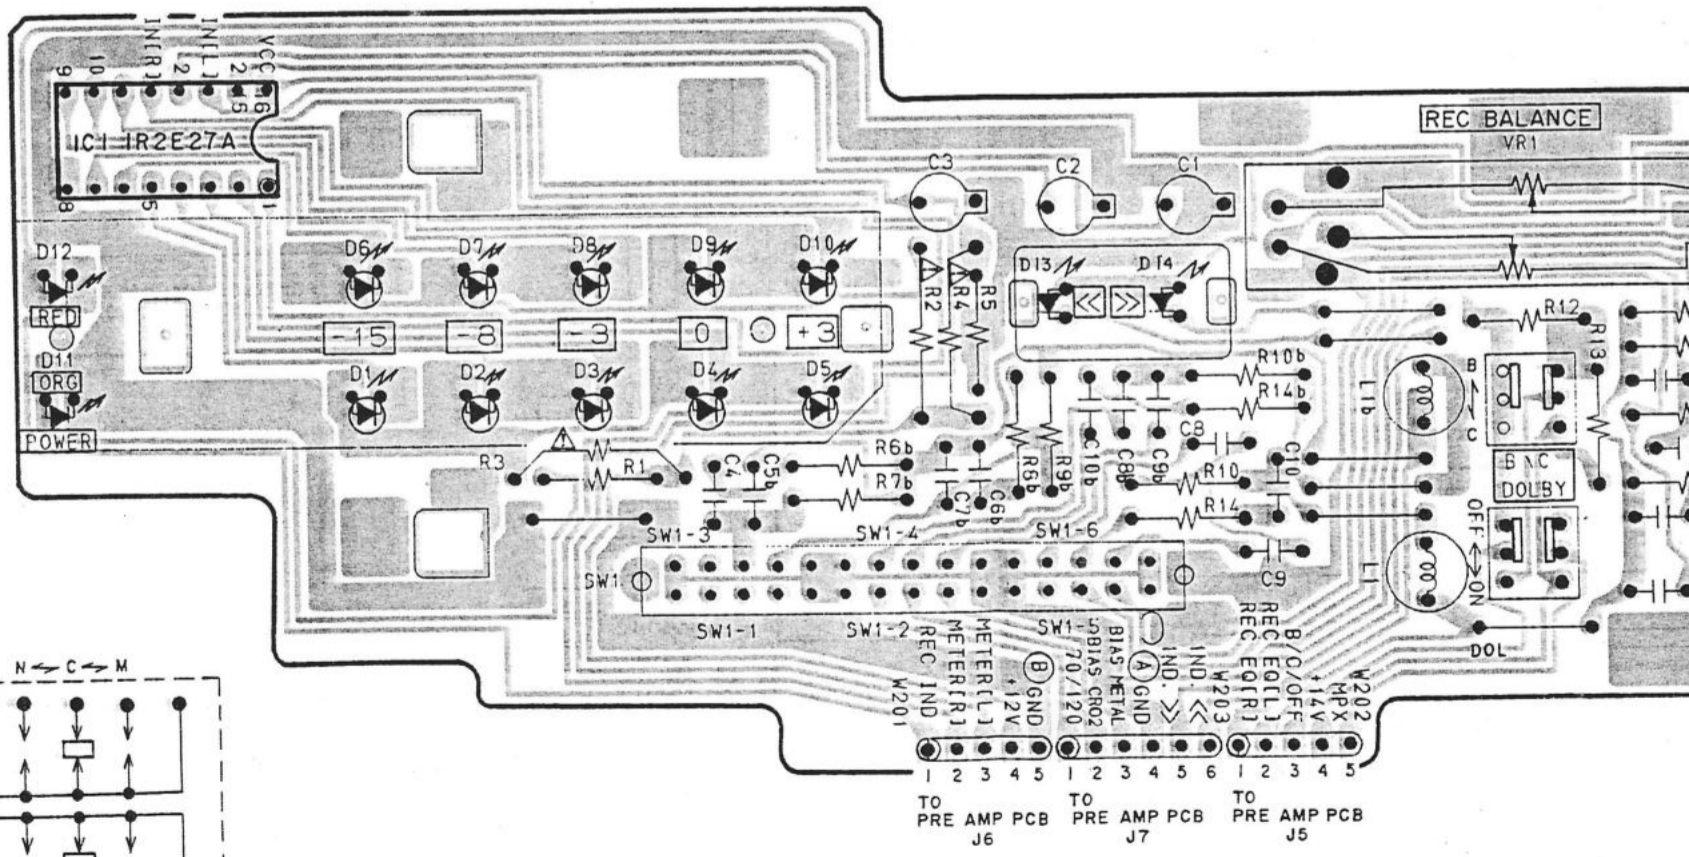 VCC
2
IN[L]
12
IN[R]
10
9
16
15
IC1 IR2E27A
8
5
1
REC BALANCE
VR1
C3
C2
C1
D12
RED
D11
ORG
POWER
D6
D7
D8
D9
D10
-15
-8
-3
0
+3
D1
D2
D3
D4
D5
R2
R4
R5
D13
D14
<<
>>
R12
R13
R10b
R14b
L1b
B
C
B N C
DOLBY
R3
R1
C4
C5b
R6b
R7b
C7b
C6b
R8b
R9b
C10b
C8b
C9b
C8
R10
C10
R14
C9
L1
OFF ↔ ON
DOL
SW1-3
SW1-4
SW1-6
SW1
SW1-1
SW1-2
SW1-5
W201
REC IND
METER[R]
METER[L]
+12V
B GND
70/120
BIAS CRO2
BIAS METAL
A GND
IND. >>
IND <<
W203
REC EQ[R]
REC EQ[L]
B/C/OFF
+14V
MPX
W202
1 2 3 4 5
1 2 3 4 5 6
1 2 3 4 5
TO
PRE AMP PCB
J6
TO
PRE AMP PCB
J7
TO
PRE AMP PCB
J5
N ↔ C ↔ M